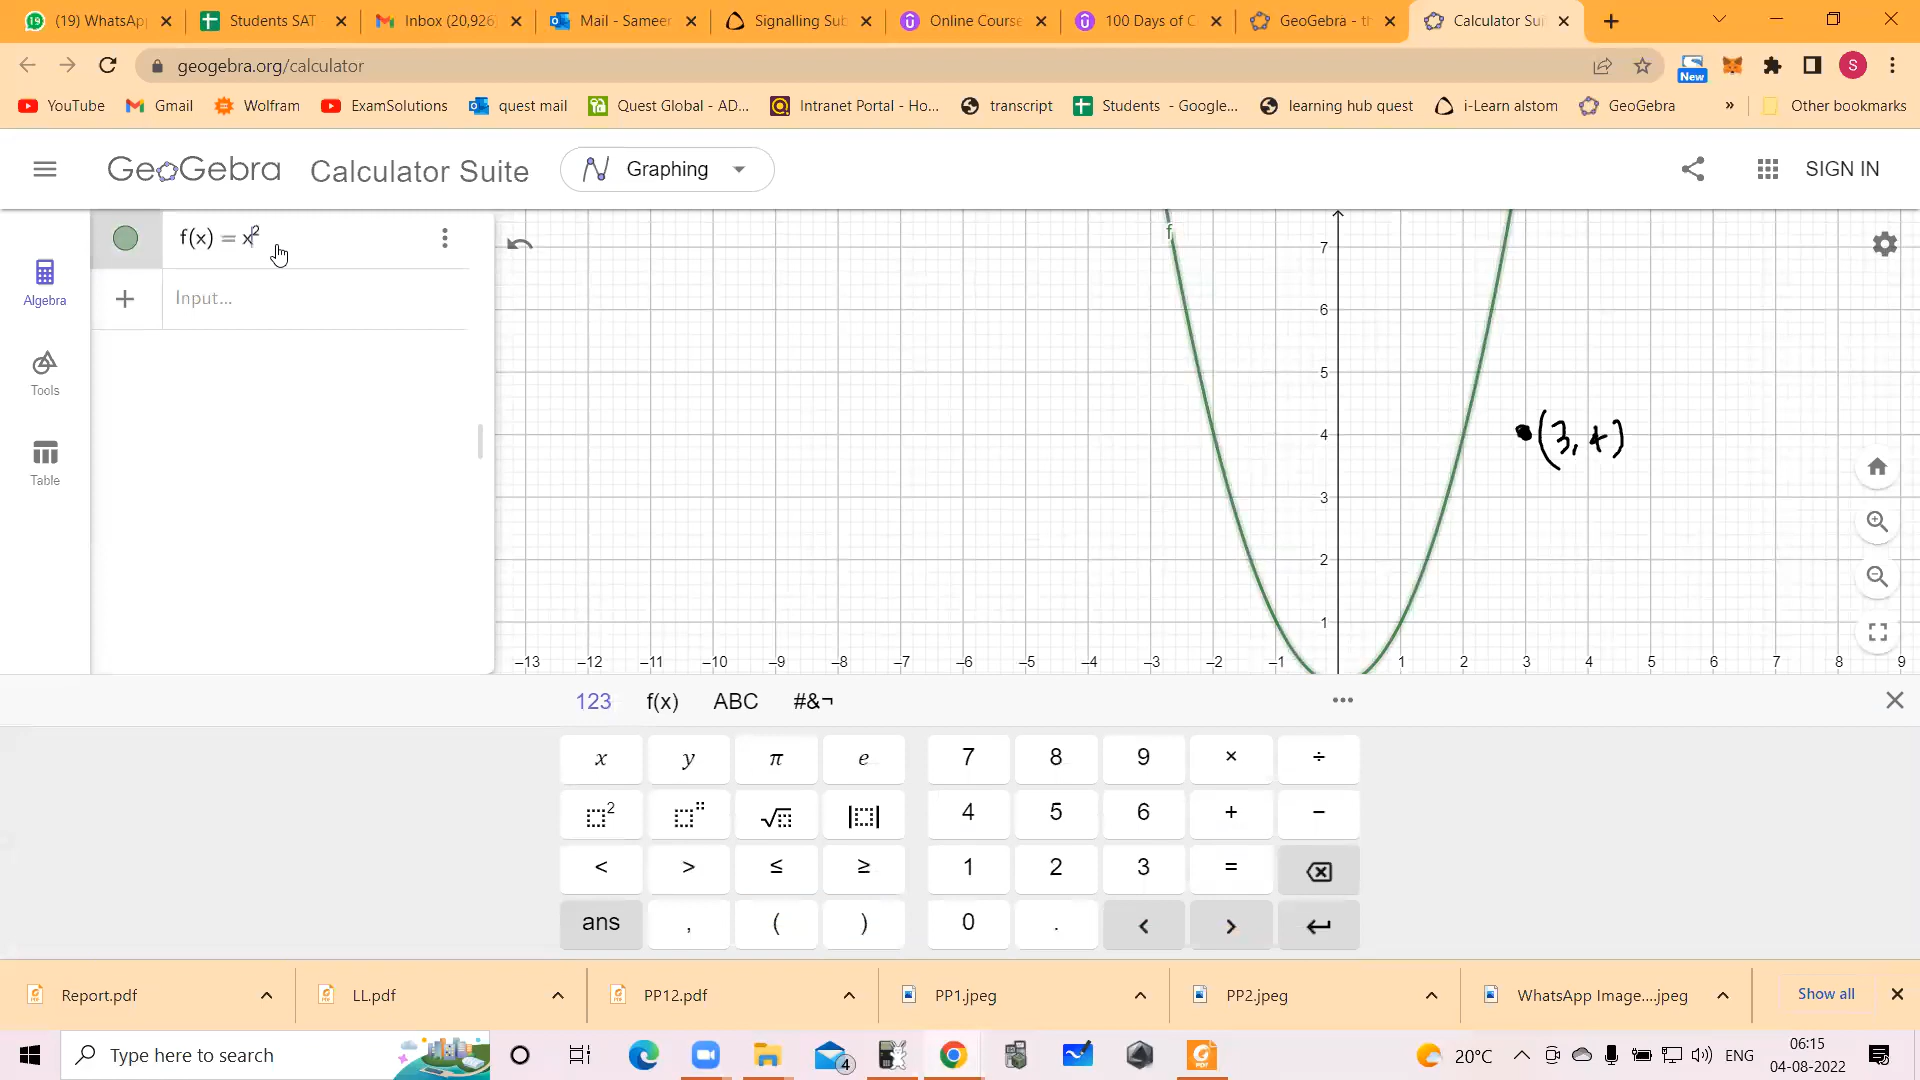 (19) WhatsApp
Students SAT
Inbox (20,926
Mail - Sameer
Signalling Sub
Online Course
100 Days of C
GeoGebra - th
Calculator Sui
geogebra.org/calculator
New
S
YouTube
Gmail
Wolfram
ExamSolutions
quest mail
Quest Global - AD...
Intranet Portal - Ho...
transcript
Students - Google...
learning hub quest
i-Learn alstom
GeoGebra
»
Other bookmarks
GeoGebra
Calculator Suite
Graphing
SIGN IN
f(x) = x²
Input...
Algebra
Tools
Table
f
7
6
5
4
3
2
1
(3, 4)
–13 –12 –11 –10 –9 –8 –7 –6 –5 –4 –3 –2 –1 1 2 3 4 5 6 7 8 9
123 f(x) ABC #&¬ ...
x y π e 7 8 9 × ÷
2 √ 4 5 6 + −
< > ≤ ≥ 1 2 3 =
ans , ( ) 0 . < >
Report.pdf
LL.pdf
PP12.pdf
PP1.jpeg
PP2.jpeg
WhatsApp Image....jpeg
Show all
Type here to search
4
20°C
ENG
06:15
04-08-2022